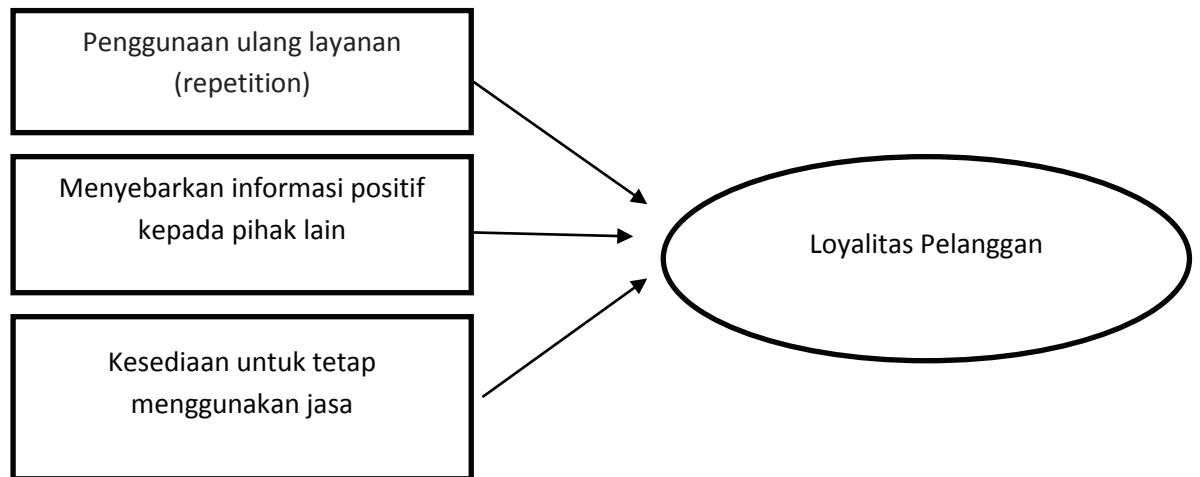 Penggunaan ulang layanan
(repetition)
Menyebarkan informasi positif
kepada pihak lain
Kesediaan untuk tetap
menggunakan jasa
Loyalitas Pelanggan